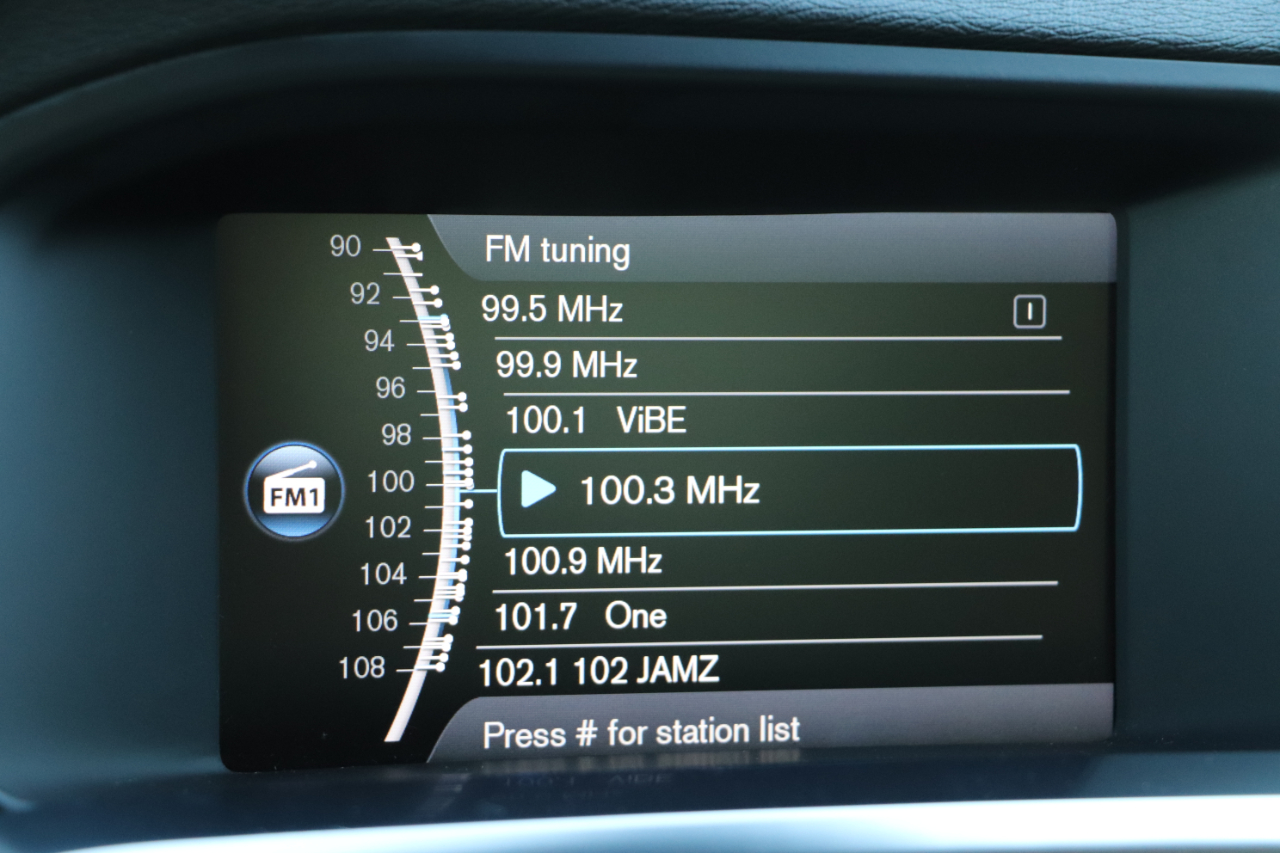 FM tuning
90
92
94
96
98
100
102
104
106
108
FM1
99.5 MHz I
99.9 MHz
100.1 ViBE
100.3 MHz
100.9 MHz
101.7 One
102.1 102 JAMZ
Press # for station list